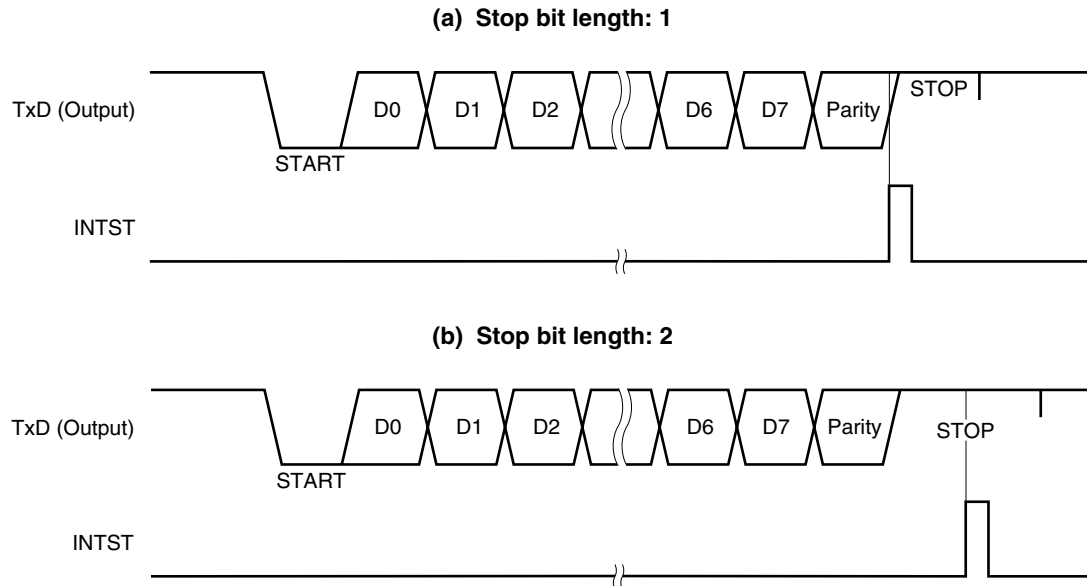 (a) Stop bit length: 1
TxD (Output)
D0 D1 D2 D6 D7 Parity STOP
START
INTST
(b) Stop bit length: 2
TxD (Output)
D0 D1 D2 D6 D7 Parity STOP
START
INTST